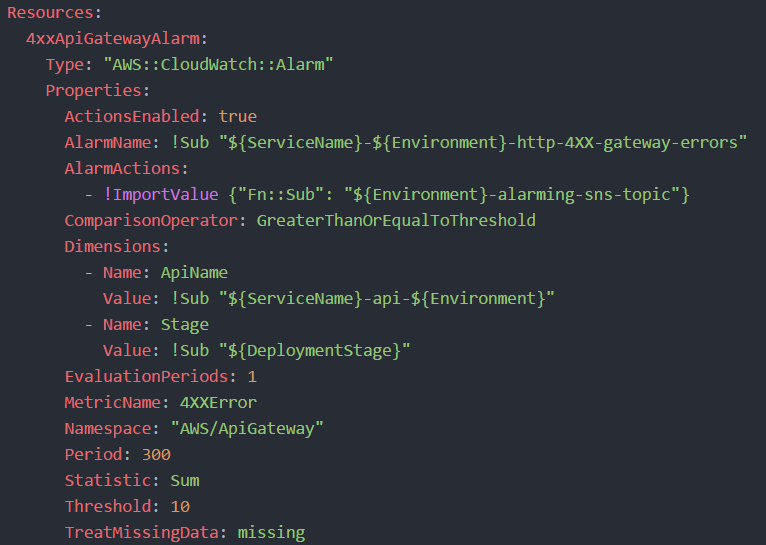 Resources:
  4xxApiGatewayAlarm:
    Type: "AWS::CloudWatch::Alarm"
    Properties:
      ActionsEnabled: true
      AlarmName: !Sub "${ServiceName}-${Environment}-http-4XX-gateway-errors"
      AlarmActions:
        - !ImportValue {"Fn::Sub": "${Environment}-alarming-sns-topic"}
      ComparisonOperator: GreaterThanOrEqualToThreshold
      Dimensions:
        - Name: ApiName
          Value: !Sub "${ServiceName}-api-${Environment}"
        - Name: Stage
          Value: !Sub "${DeploymentStage}"
      EvaluationPeriods: 1
      MetricName: 4XXError
      Namespace: "AWS/ApiGateway"
      Period: 300
      Statistic: Sum
      Threshold: 10
      TreatMissingData: missing